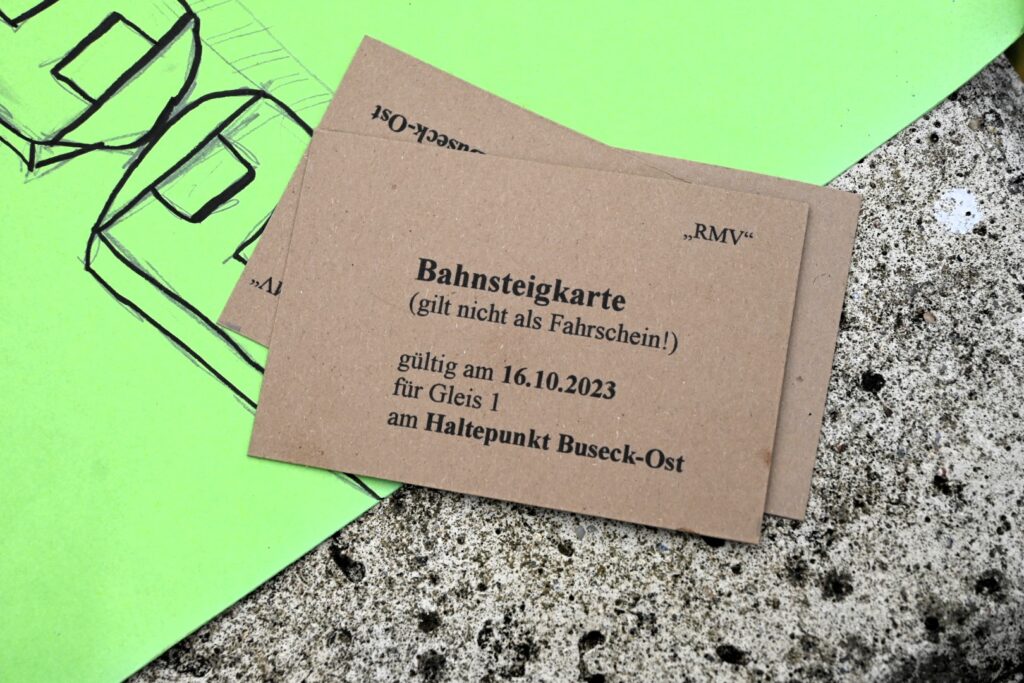 Buseck-Ost
„RMV“
Bahnsteigkarte
(gilt nicht als Fahrschein!)
gültig am 16.10.2023
für Gleis 1
am Haltepunkt Buseck-Ost